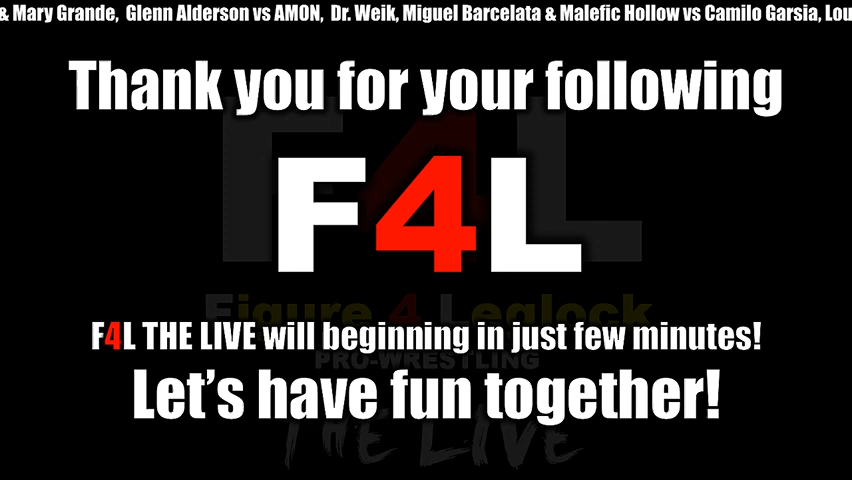 & Mary Grande, Glenn Alderson vs AMON, Dr. Weik, Miguel Barcelata & Malefic Hollow vs Camilo Garsia, Lou
Thank you for your following
F4L
Figure 4 Leglock
F4L THE LIVE will beginning in just few minutes!
PRO-WRESTLING
Let's have fun together!
THE LIVE